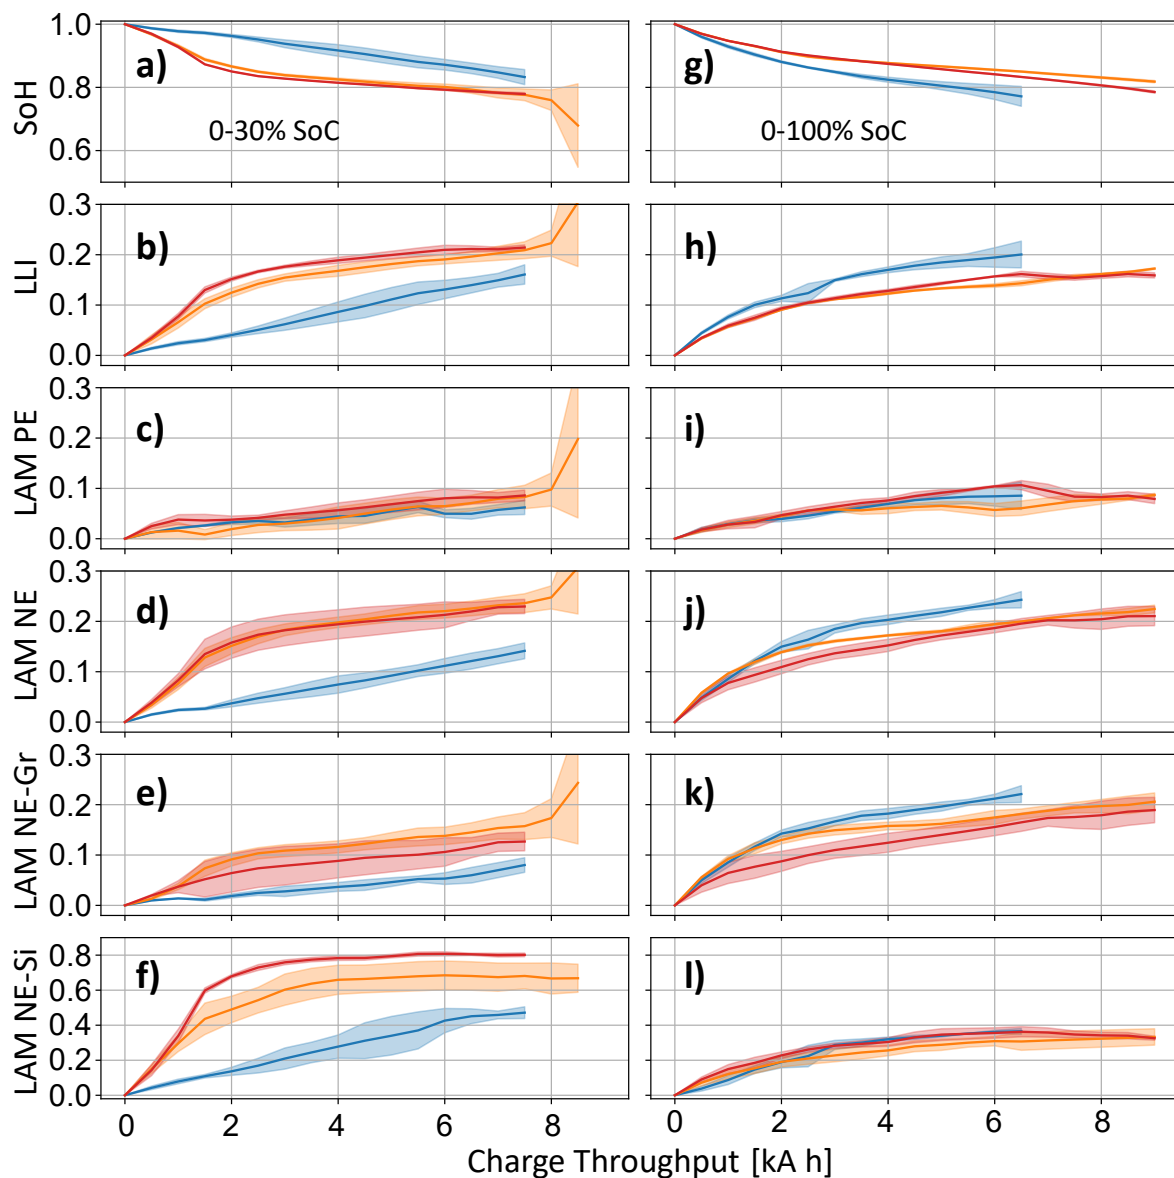 SoH
1.0
0.8
0.6
a)
0-30% SoC
g)
0-100% SoC
LLI
0.3
0.2
0.1
0.0
b)
h)
LAM PE
0.3
0.2
0.1
0.0
c)
i)
LAM NE
0.3
0.2
0.1
0.0
d)
j)
LAM NE-Gr
0.3
0.2
0.1
0.0
e)
k)
LAM NE-Si
0.8
0.6
0.4
0.2
0.0
f)
l)
0 2 4 6 8
0 2 4 6 8
Charge Throughput [kA h]